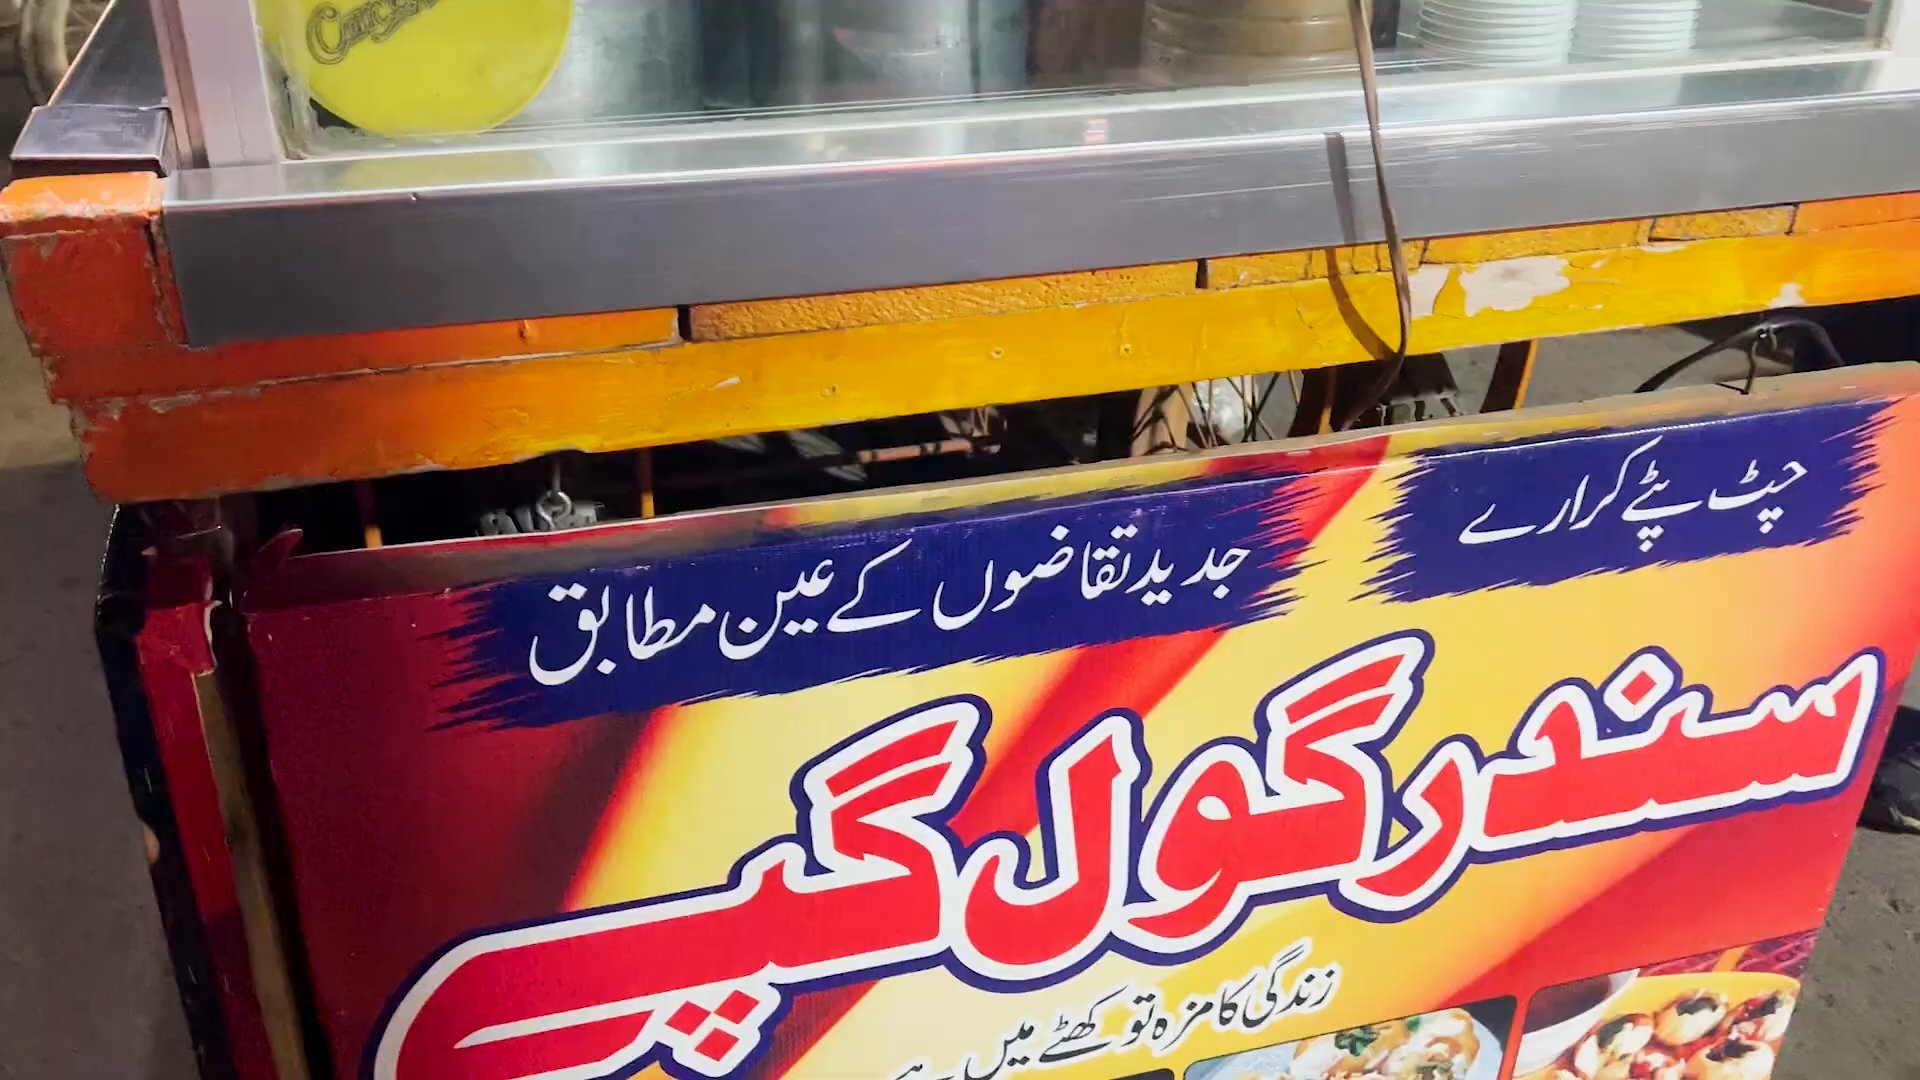 چٹ پٹے کرارے
جدید تقاضوں کے عین مطابق
سندر گول گپے
زندگی کا مزہ تو کھٹے میں ہے